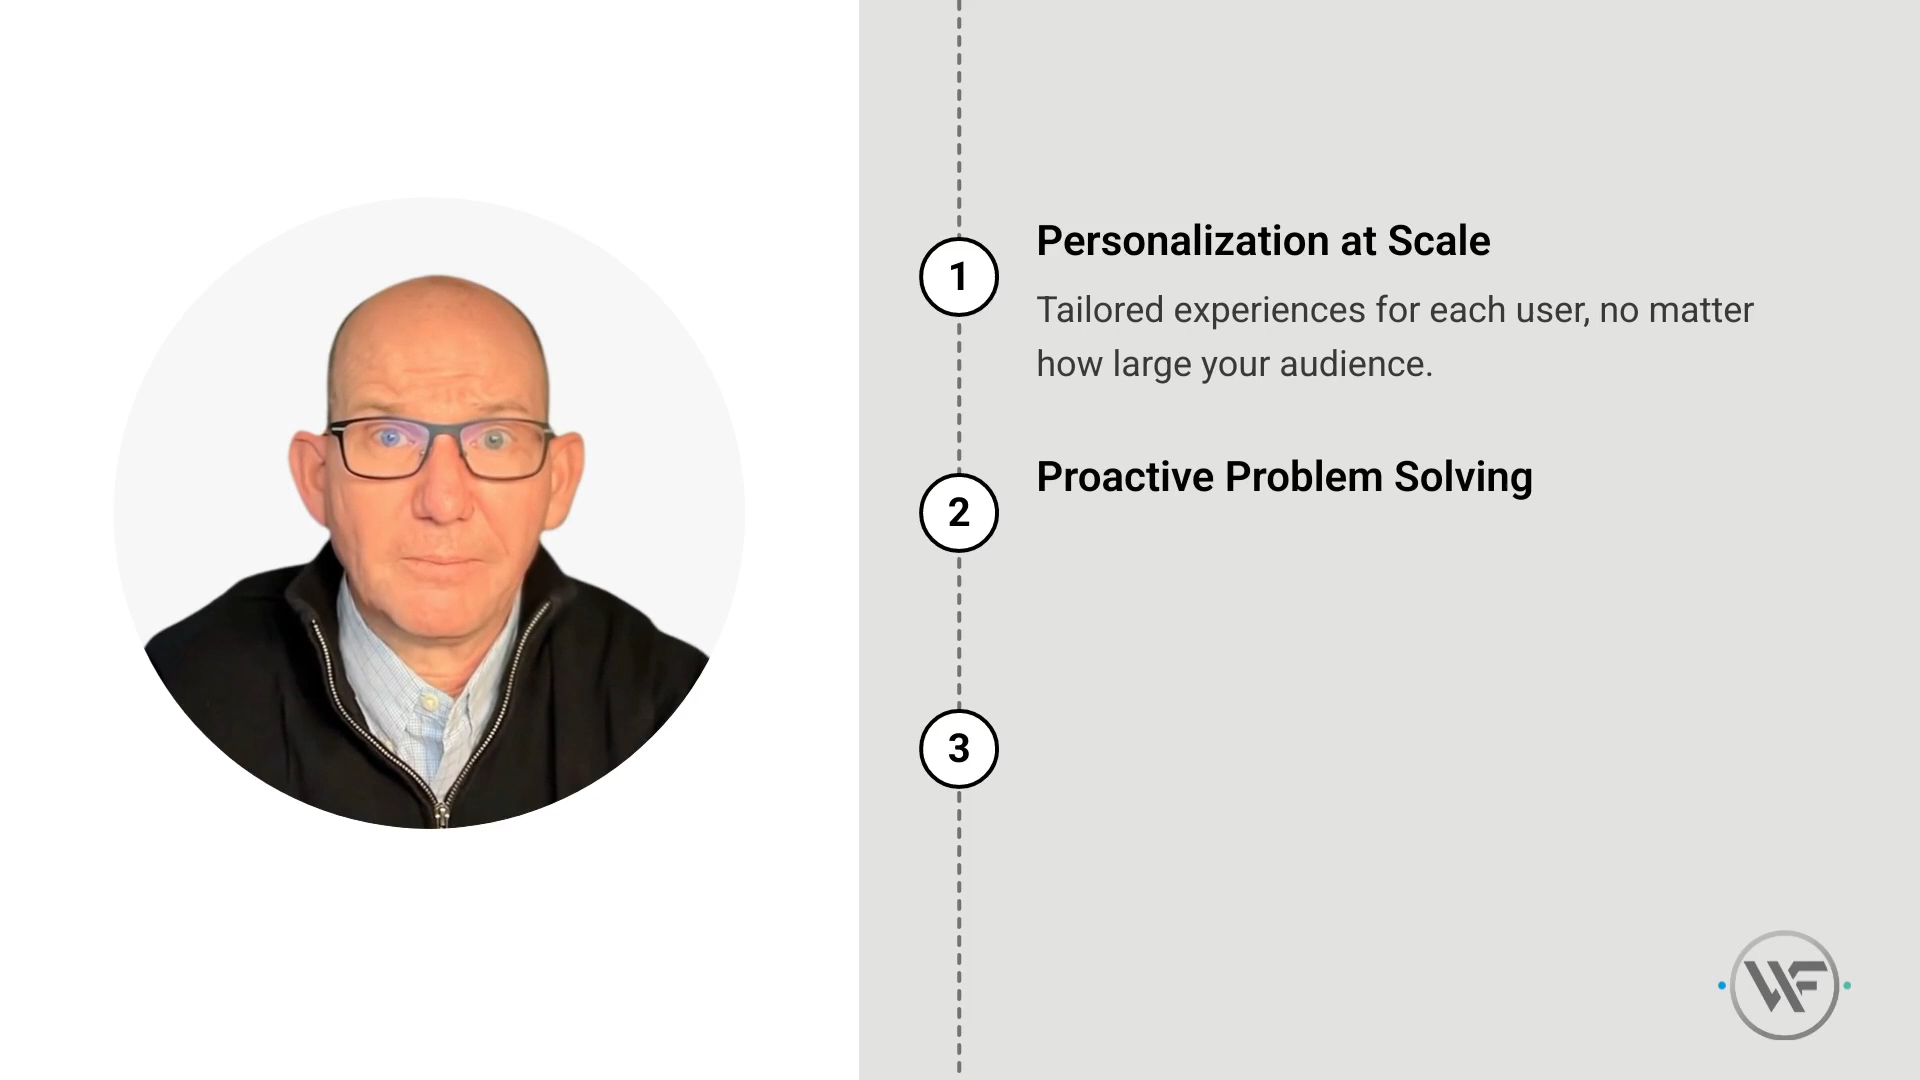 1
Personalization at Scale
Tailored experiences for each user, no matter
how large your audience.
2
Proactive Problem Solving
3
WF